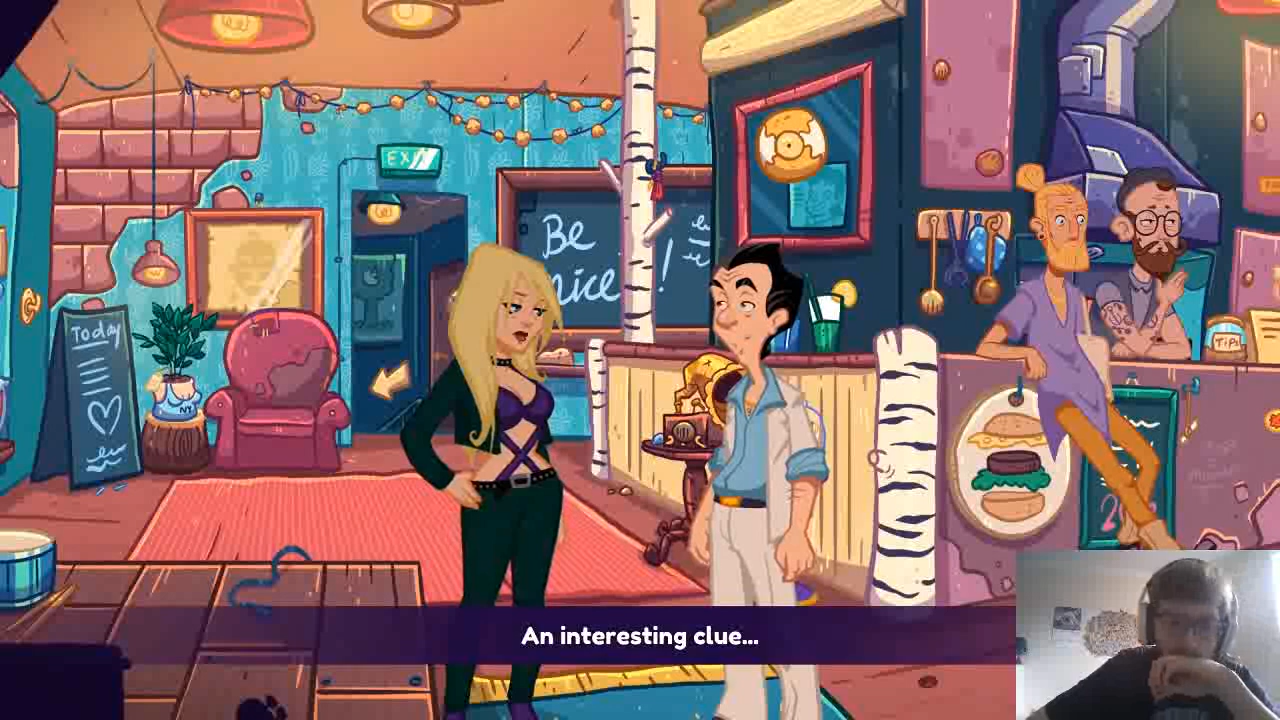 EXIT
Be
nice!
Today
NY
TiPS
An interesting clue...